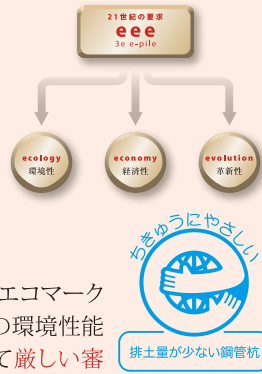 21世紀の要求
eee
3e e-pile
ecology
環境性
economy
経済性
evolution
革新性
ちきゅうにやさしい
エコマーク
の環境性能
て厳しい審
排土量が少ない鋼管杭